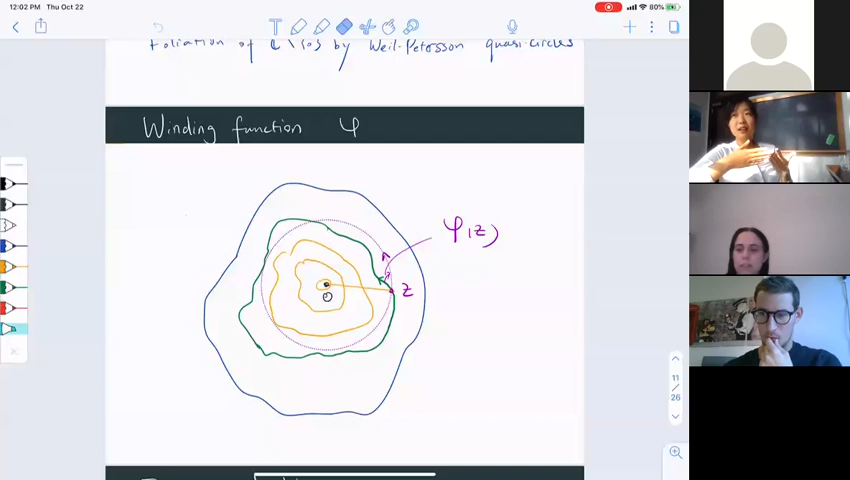 12:02 PM Thu Oct 22
80%
Foliation of ℂ\{0} by Weil-Petersson quasi-circles
Winding function φ
φ(z)
z
0
11
/
26